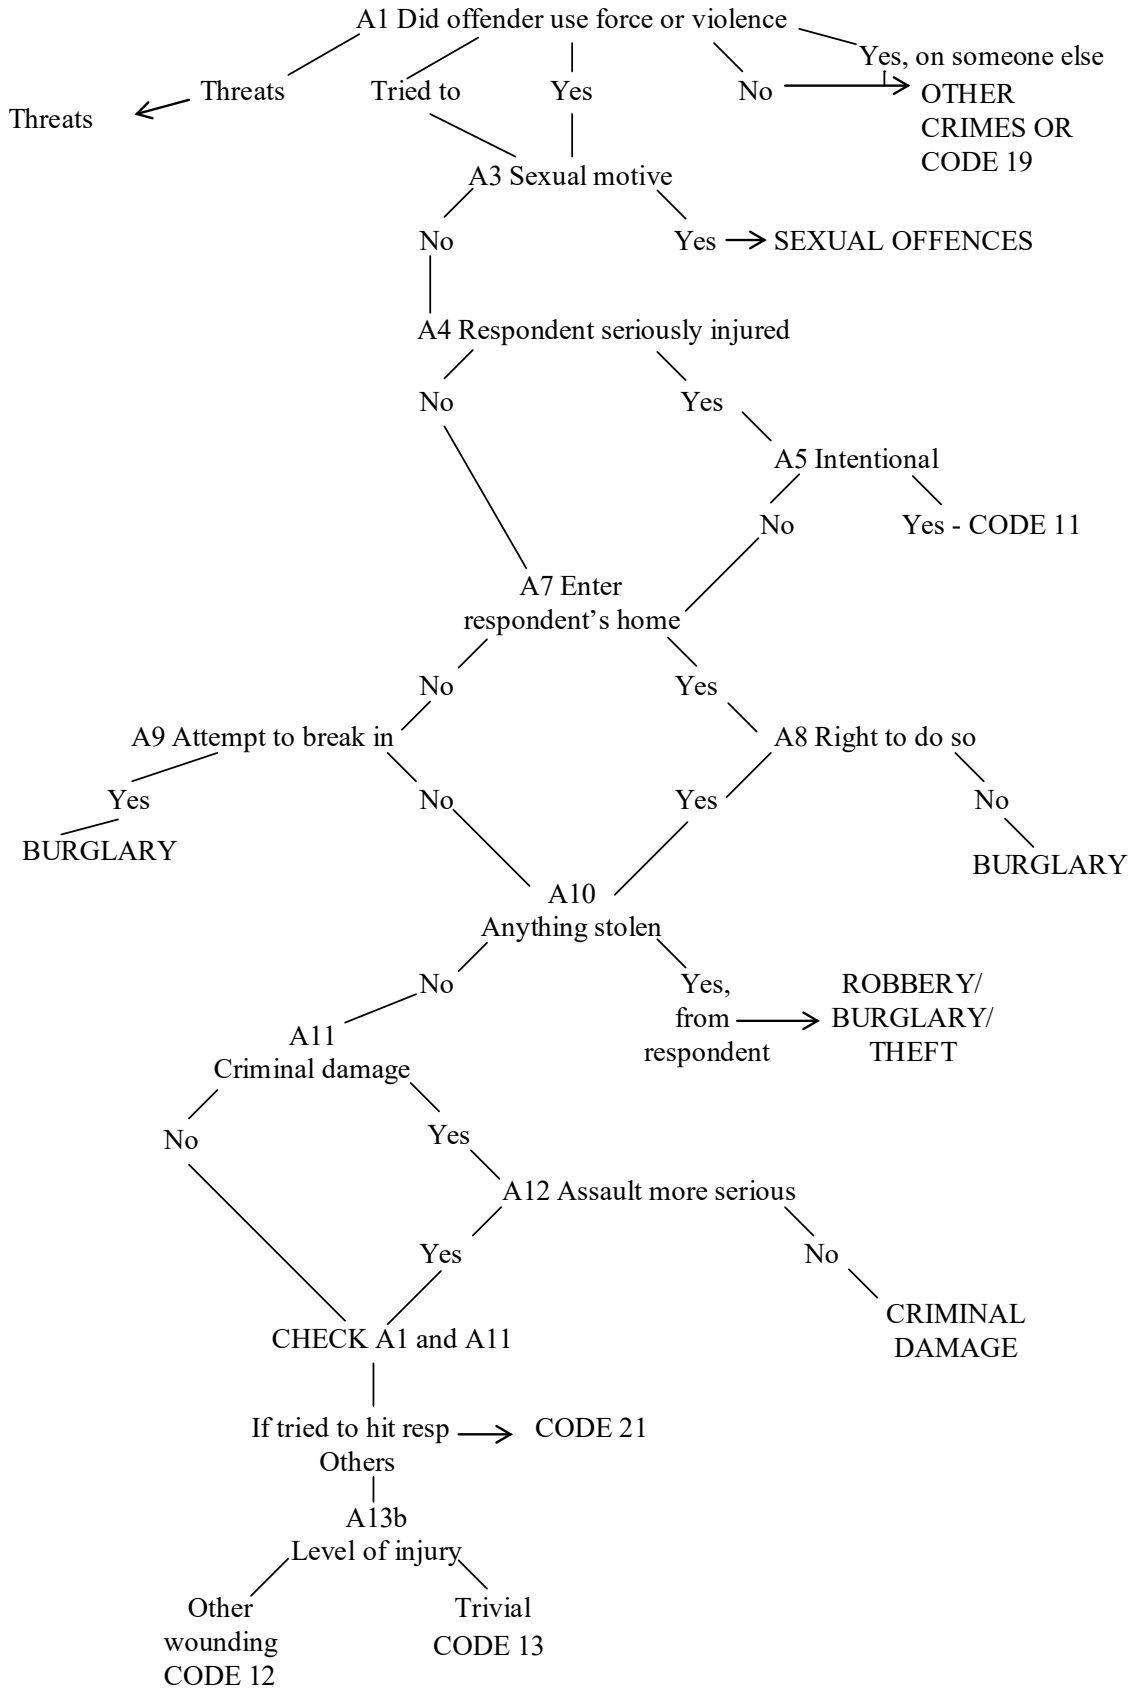 A1 Did offender use force or violence
Yes, on someone else
Threats
Tried to
Yes
No
OTHER
CRIMES OR
CODE 19
Threats
A3 Sexual motive
No
Yes
SEXUAL OFFENCES
A4 Respondent seriously injured
No
Yes
A5 Intentional
No
Yes - CODE 11
A7 Enter
respondent’s home
No
Yes
A9 Attempt to break in
A8 Right to do so
Yes
No
Yes
No
BURGLARY
BURGLARY
A10
Anything stolen
No
Yes,
from
respondent
ROBBERY/
BURGLARY/
THEFT
A11
Criminal damage
No
Yes
A12 Assault more serious
Yes
No
CRIMINAL
DAMAGE
CHECK A1 and A11
If tried to hit resp
CODE 21
Others
A13b
Level of injury
Other
wounding
CODE 12
Trivial
CODE 13